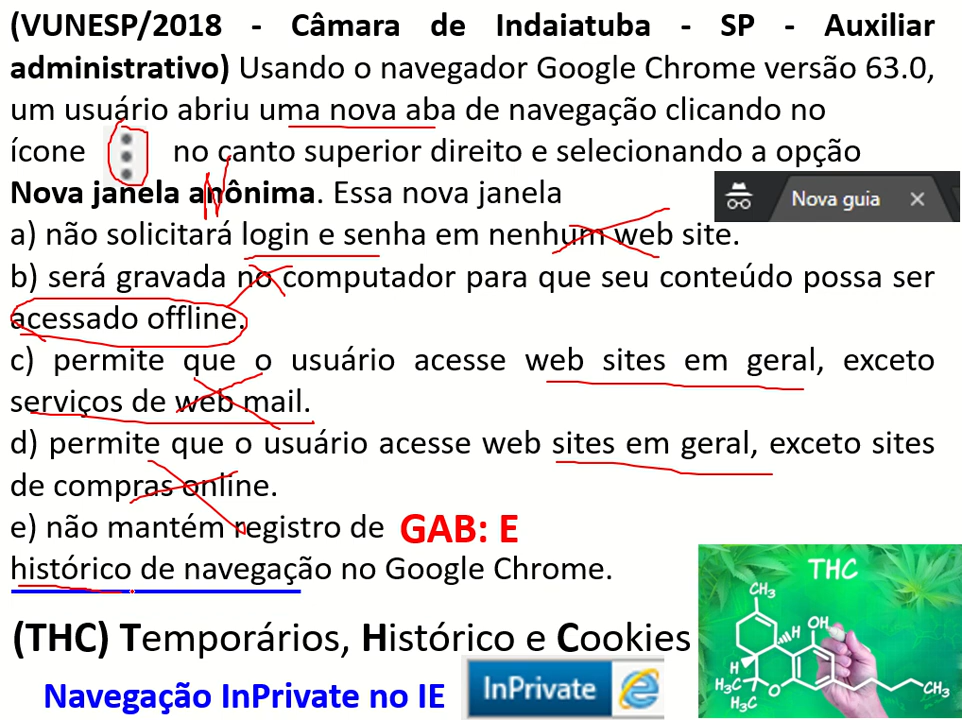 (VUNESP/2018 - Câmara de Indaiatuba - SP - Auxiliar
administrativo) Usando o navegador Google Chrome versão 63.0,
um usuário abriu uma nova aba de navegação clicando no
ícone no canto superior direito e selecionando a opção
Nova janela anônima. Essa nova janela
Nova guia
a) não solicitará login e senha em nenhum web site.
b) será gravada no computador para que seu conteúdo possa ser
acessado offline.
c) permite que o usuário acesse web sites em geral, exceto
serviços de web mail.
d) permite que o usuário acesse web sites em geral, exceto sites
de compras online.
e) não mantém registro de GAB: E
histórico de navegação no Google Chrome.
(THC) Temporários, Histórico e Cookies
Navegação InPrivate no IE
InPrivate
THC
CH₃
OH
H
H
H₃C
H₃C
O
CH₃